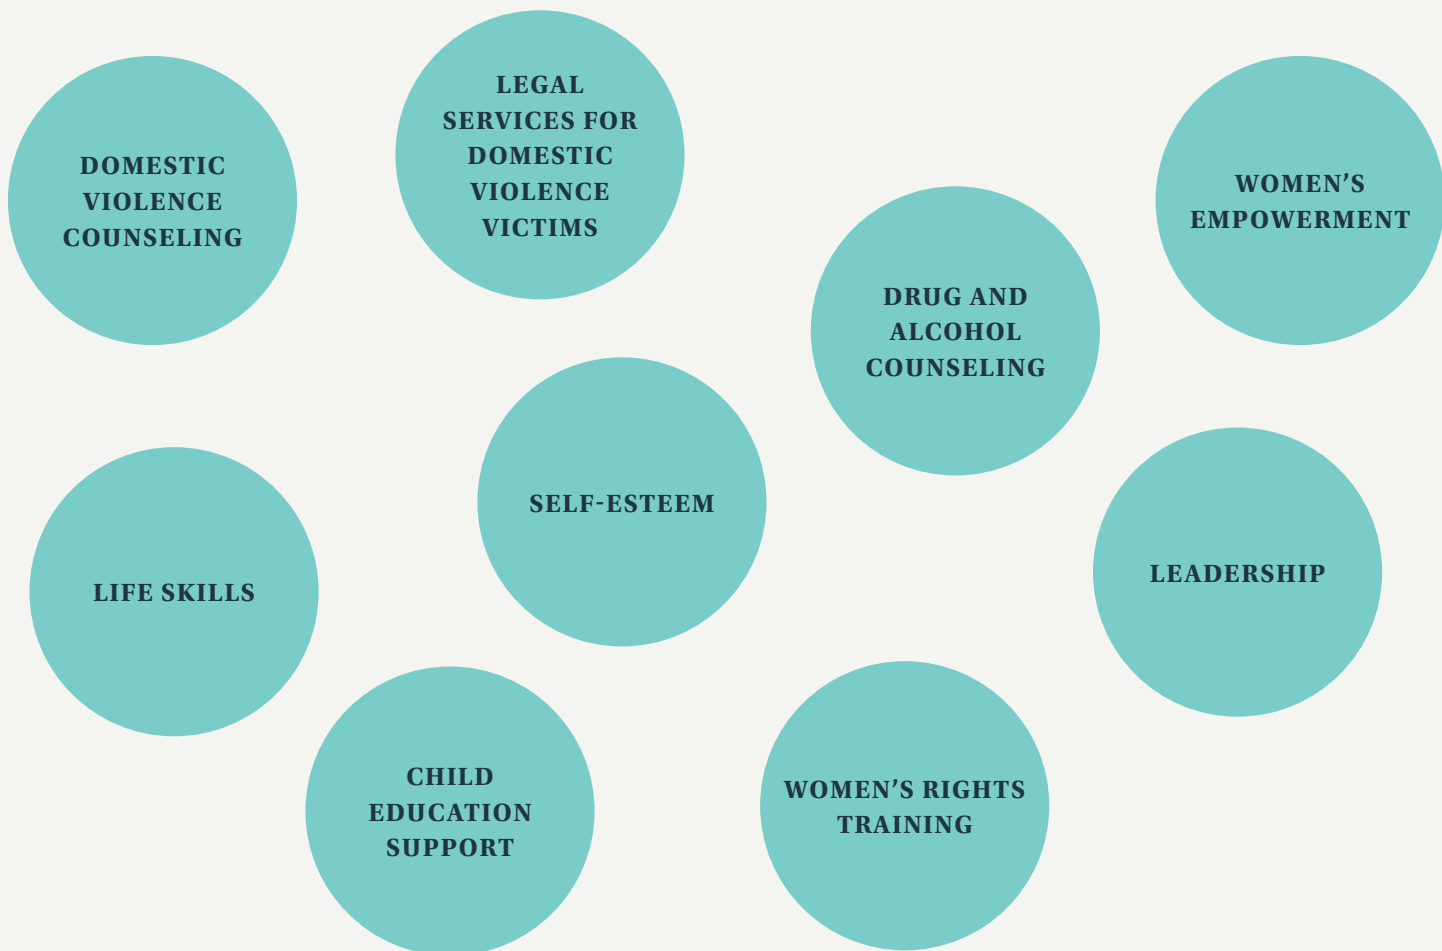 DOMESTIC
VIOLENCE
COUNSELING
LEGAL
SERVICES FOR
DOMESTIC
VIOLENCE
VICTIMS
DRUG AND
ALCOHOL
COUNSELING
WOMEN’S
EMPOWERMENT
LIFE SKILLS
SELF-ESTEEM
LEADERSHIP
CHILD
EDUCATION
SUPPORT
WOMEN’S RIGHTS
TRAINING